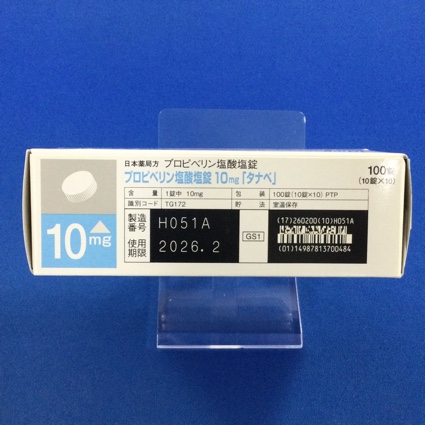 日本薬局方 プロピベリン塩酸塩錠
プロピベリン塩酸塩錠10mg「タナベ」
100錠
(10錠×10)
含 量 1錠中 10mg 包 装 100錠(10錠×10)PTP
識別コード TG172 貯 法 室温保存
10mg
製造番号 H051A
使用期限 2026.2
GS1
(17)260200(10)H051A
(01)14987813700484